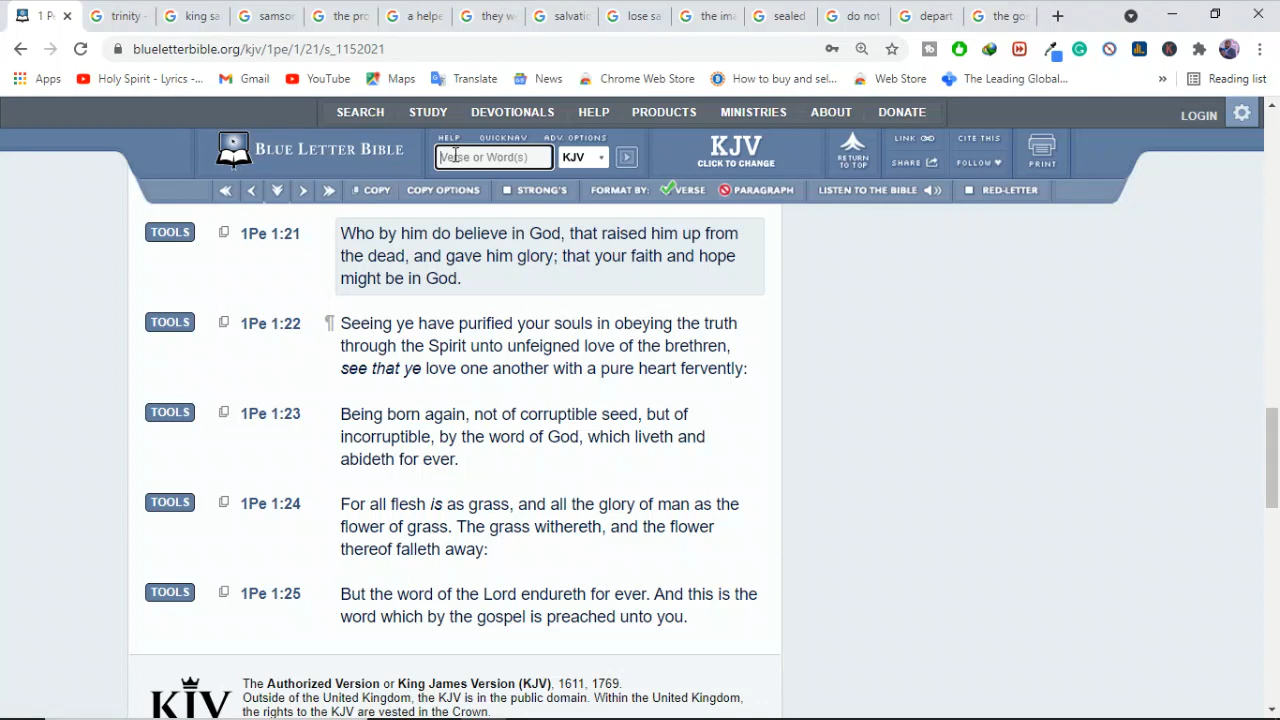 1 P
trinity -
king sa
samsor
the pro
a helpe
they w
salvatic
lose sa
the ima
sealed
do not
depart
the gos
blueletterbible.org/kjv/1pe/1/21/s_1152021
Apps
Holy Spirit - Lyrics -...
Gmail
YouTube
Maps
Translate
News
Chrome Web Store
How to buy and sel...
Web Store
The Leading Global...
»
Reading list
SEARCH
STUDY
DEVOTIONALS
HELP
PRODUCTS
MINISTRIES
ABOUT
DONATE
LOGIN
BLUE LETTER BIBLE
HELP
QUICKNAV
ADV. OPTIONS
Verse or Word(s)
KJV
KJV
CLICK TO CHANGE
RETURN
TO TOP
LINK
CITE THIS
SHARE
FOLLOW
PRINT
COPY
COPY OPTIONS
STRONG'S
FORMAT BY:
VERSE
PARAGRAPH
LISTEN TO THE BIBLE
RED-LETTER
TOOLS
1Pe 1:21
Who by him do believe in God, that raised him up from
the dead, and gave him glory; that your faith and hope
might be in God.
TOOLS
1Pe 1:22
¶ Seeing ye have purified your souls in obeying the truth
through the Spirit unto unfeigned love of the brethren,
see that ye love one another with a pure heart fervently:
TOOLS
1Pe 1:23
Being born again, not of corruptible seed, but of
incorruptible, by the word of God, which liveth and
abideth for ever.
TOOLS
1Pe 1:24
For all flesh is as grass, and all the glory of man as the
flower of grass. The grass withereth, and the flower
thereof falleth away:
TOOLS
1Pe 1:25
But the word of the Lord endureth for ever. And this is the
word which by the gospel is preached unto you.
KJV
The Authorized Version or King James Version (KJV), 1611, 1769.
Outside of the United Kingdom, the KJV is in the public domain. Within the United Kingdom,
the rights to the KJV are vested in the Crown.